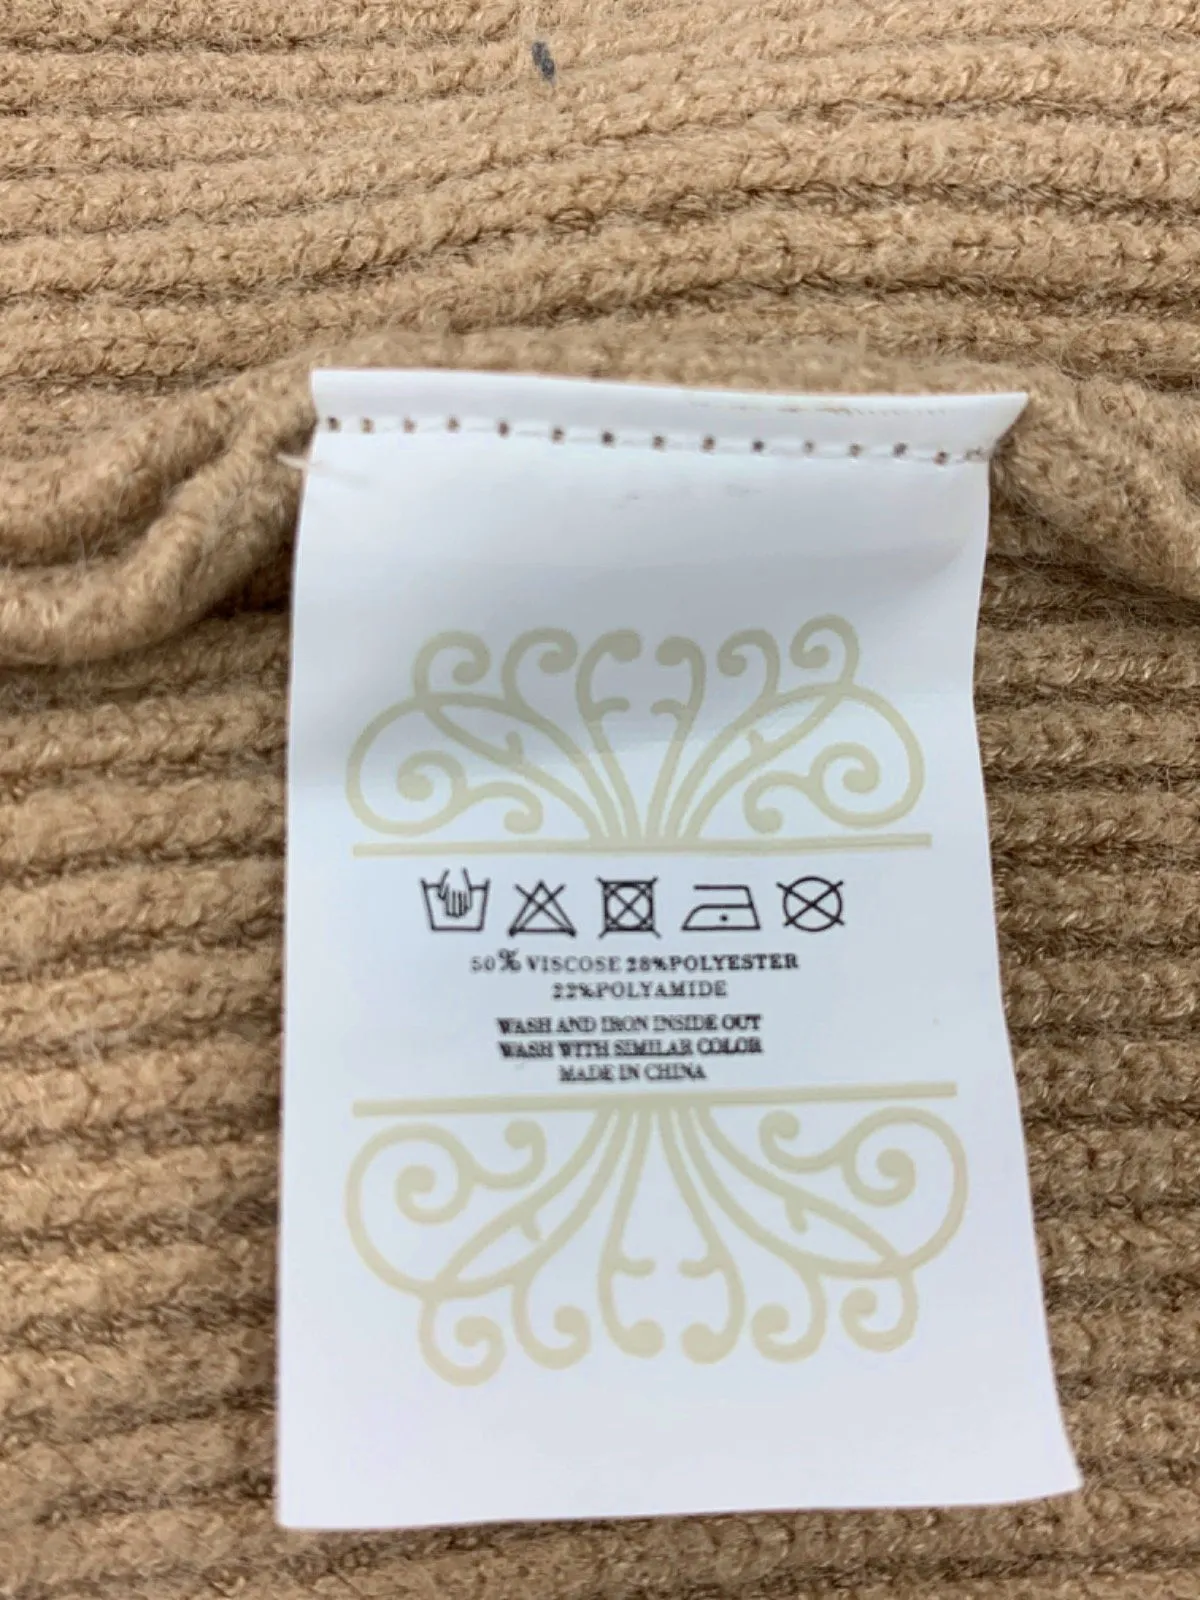 50% VISCOSE 28%POLYESTER
22%POLYAMIDE
WASH AND IRON INSIDE OUT
WASH WITH SIMILAR COLOR
MADE IN CHINA